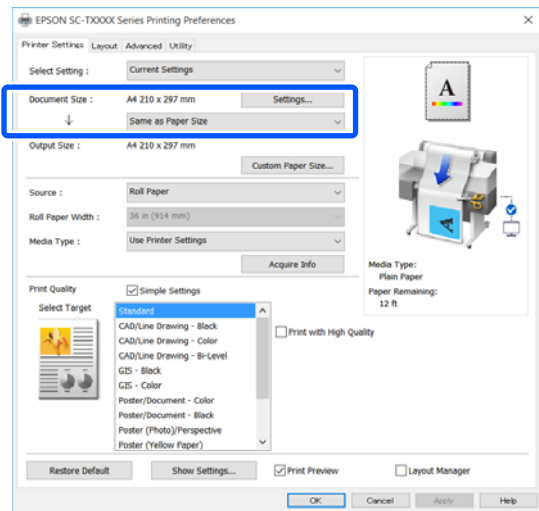 EPSON SC-TXXXX Series Printing Preferences
Printer Settings Layout Advanced Utility
Select Setting : Current Settings
Document Size : A4 210 x 297 mm Settings...
↓ Same as Paper Size
Output Size : A4 210 x 297 mm
Custom Paper Size...
Source : Roll Paper
Roll Paper Width : 36 in (914 mm)
Media Type : Use Printer Settings
Acquire Info
A
A
Media Type:
Plain Paper
Paper Remaining:
12 ft
Print Quality Simple Settings
Select Target
Standard
CAD/Line Drawing - Black
CAD/Line Drawing - Color
CAD/Line Drawing - Bi-Level
GIS - Black
GIS - Color
Poster/Document - Color
Poster/Document - Black
Poster (Photo)/Perspective
Poster (Yellow Paper)
Print with High Quality
Restore Default Show Settings... Print Preview Layout Manager
OK Cancel Apply Help